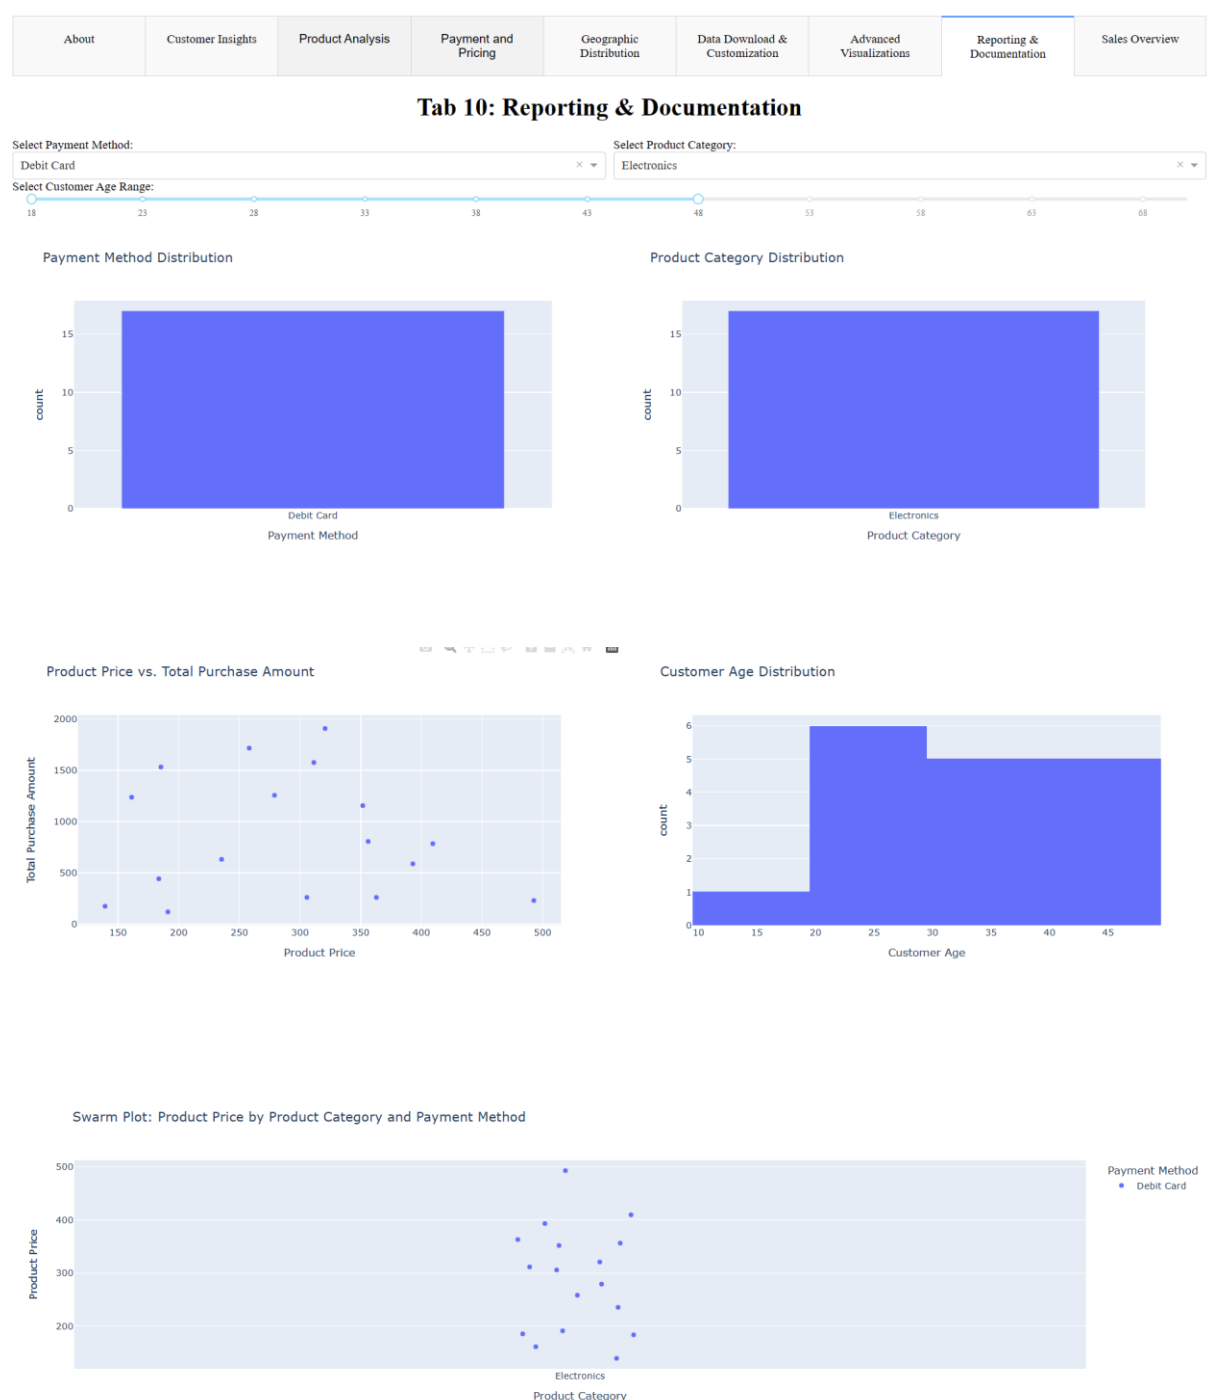 About
Customer Insights
Product Analysis
Payment and
Pricing
Geographic
Distribution
Data Download &
Customization
Advanced
Visualizations
Reporting &
Documentation
Sales Overview
Tab 10: Reporting & Documentation
Select Payment Method:
Select Product Category:
Debit Card
×
Electronics
×
Select Customer Age Range:
18 23 28 33 38 43 48 53 58 63 68
Payment Method Distribution
15
10
5
0
count
Debit Card
Payment Method
Product Category Distribution
15
10
5
0
count
Electronics
Product Category
Product Price vs. Total Purchase Amount
2000
1500
1000
500
0
Total Purchase Amount
150 200 250 300 350 400 450 500
Product Price
Customer Age Distribution
6
5
4
3
2
1
0
count
10 15 20 25 30 35 40 45
Customer Age
Swarm Plot: Product Price by Product Category and Payment Method
500
400
300
200
Product Price
Payment Method
Debit Card
Electronics
Product Category